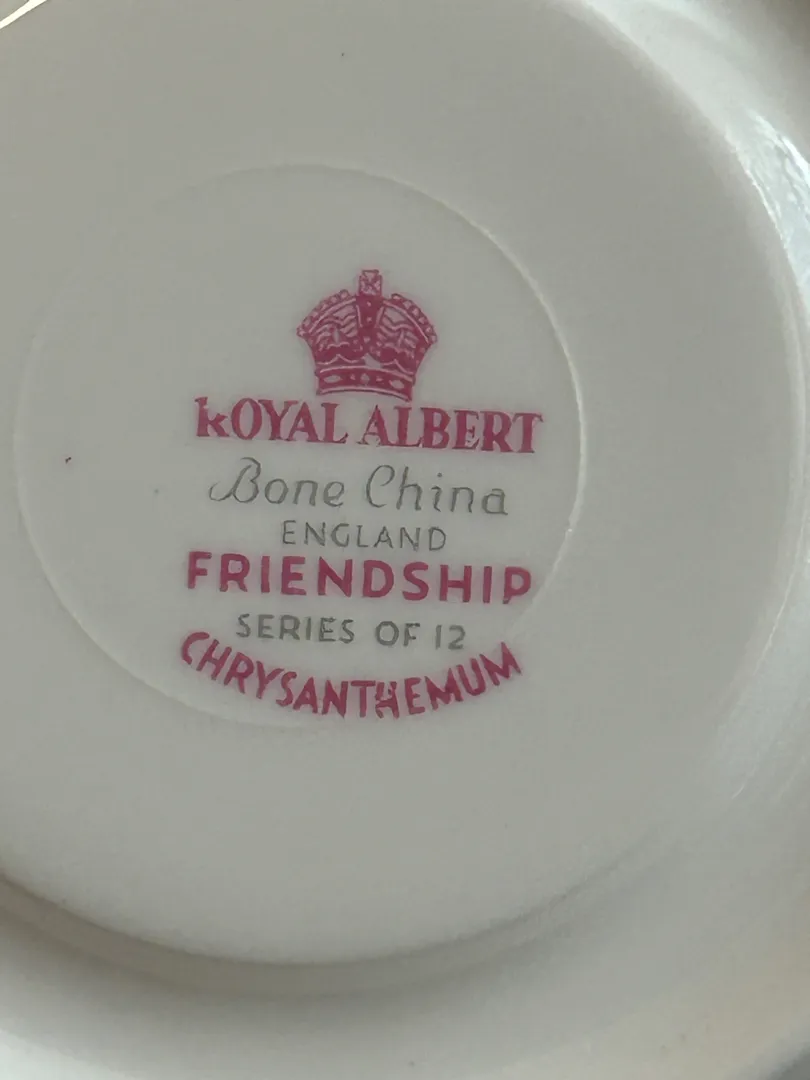 ROYAL ALBERT
Bone China
ENGLAND
FRIENDSHIP
SERIES OF 12
CHRYSANTHEMUM